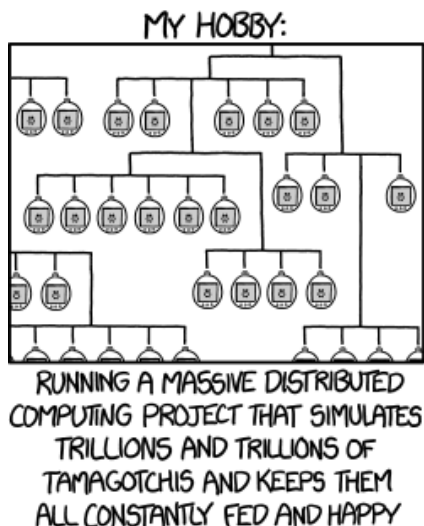 MY HOBBY:
RUNNING A MASSIVE DISTRIBUTED
COMPUTING PROJECT THAT SIMULATES
TRILLIONS AND TRILLIONS OF
TAMAGOTCHIS AND KEEPS THEM
ALL CONSTANTLY FED AND HAPPY